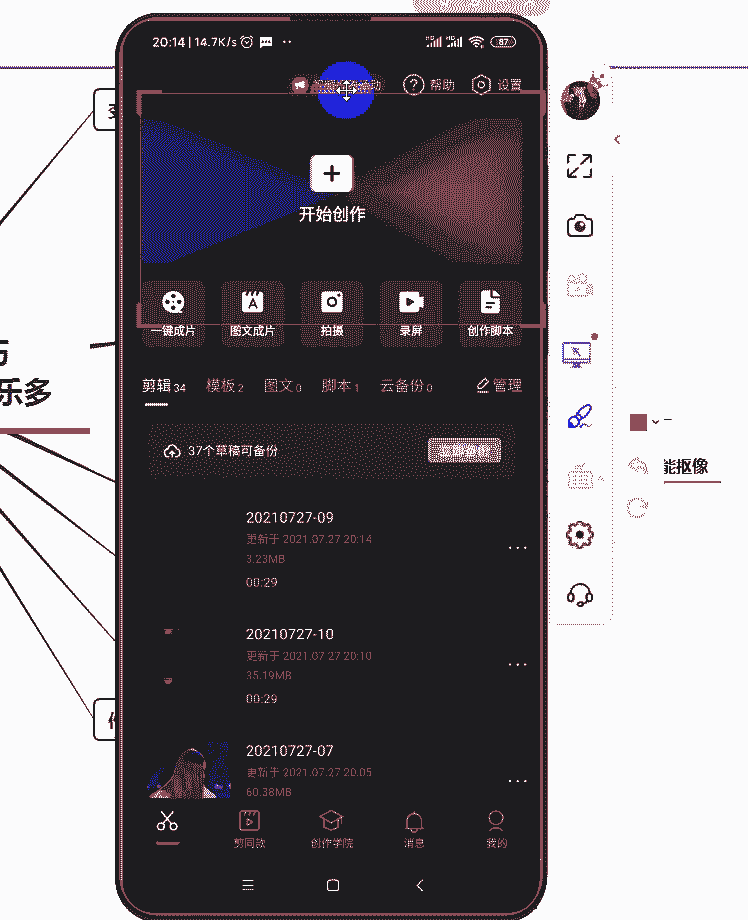 20:14 | 14.7K/s
87
帮助
设置
开始创作
一键成片
图文成片
拍摄
录屏
创作脚本
剪辑 34
模板 2
图文 0
脚本 1
云备份 0
管理
37个草稿可备份
20210727-09
更新于 2021.07.27 20:14
3.23MB
00:29
20210727-10
更新于 2021.07.27 20:10
35.19MB
00:29
20210727-07
更新于 2021.07.27 20:05
60.38MB
剪同款
创作学院
消息
我的
乐多
能抠像